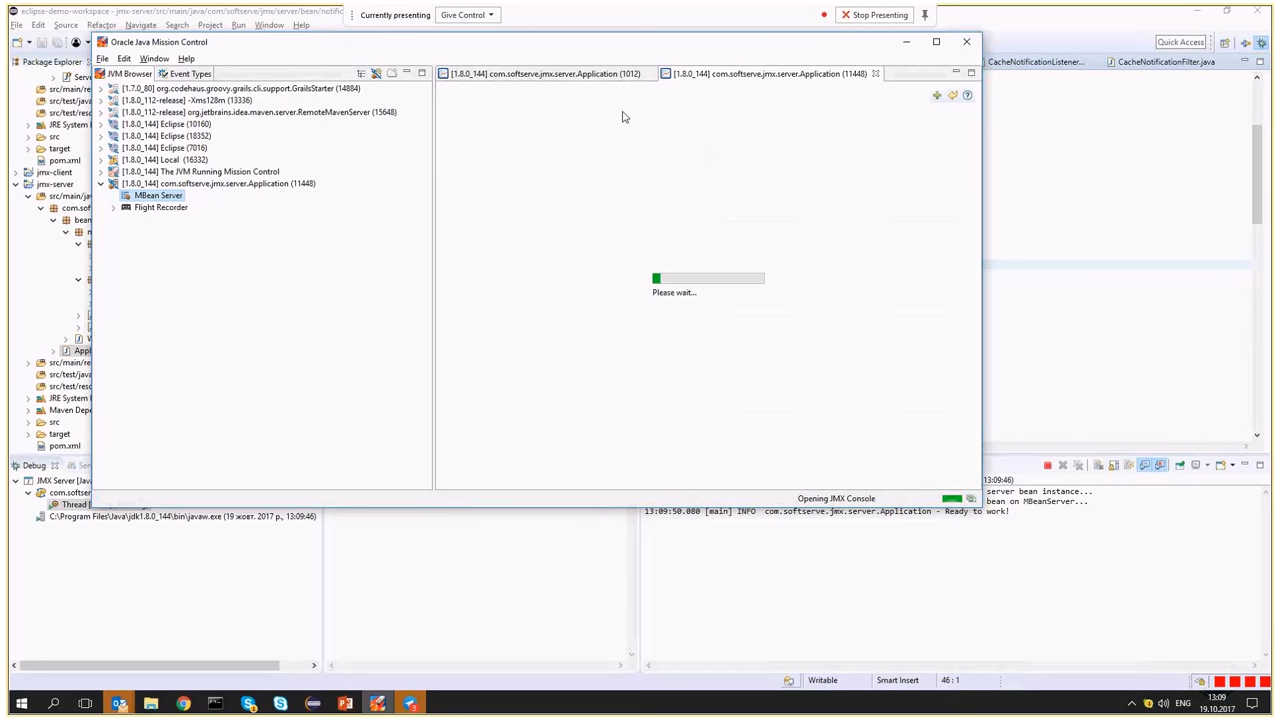 eclipse-demo-workspace - jmx-server/src/main/java/com/softserve/jmx/server/bean/notifi
Currently presenting
Give Control
Stop Presenting
File Edit Source Refactor Navigate Search Project Run Window
Quick Access
Package Explorer
CacheNotificationListener...
CacheNotificationFilter.java
Oracle Java Mission Control
File Edit Window Help
JVM Browser
Event Types
[1.8.0_144] com.softserve.jmx.server.Application (1012)
[1.8.0_144] com.softserve.jmx.server.Application (11448)
[1.7.0_80] org.codehaus.groovy.grails.cli.support.GrailsStarter (14884)
[1.8.0_112-release] -Xms128m (13336)
[1.8.0_112-release] org.jetbrains.idea.maven.server.RemoteMavenServer (15648)
[1.8.0_144] Eclipse (10160)
[1.8.0_144] Eclipse (18352)
[1.8.0_144] Eclipse (7016)
[1.8.0_144] Local (16332)
[1.8.0_144] The JVM Running Mission Control
[1.8.0_144] com.softserve.jmx.server.Application (11448)
MBean Server
Flight Recorder
Please wait...
Opening JMX Console
Serv
src/ma
src/test/java
src/main/res
src/test/reso
JRE System
src
target
pom.xml
jmx-client
jmx-server
src/main/jav
com.sof
bean
m
W
Appl
src/main/re
src/test/java
src/test/reso
JRE System L
Maven Depe
src
target
pom.xml
Debug
Se
JMX Server [Java
com.softser
Thread [
C:\Program Files\Java\jdk1.8.0_144\bin\javaw.exe (19 жовт. 2017 р., 13:09:46)
13:09:46)
server bean instance...
bean on MBeanServer...
13:09:50.080 [main] INFO com.softserve.jmx.server.Application - Ready to work!
Writable
Smart Insert
46 : 1
ENG
13:09
19.10.2017